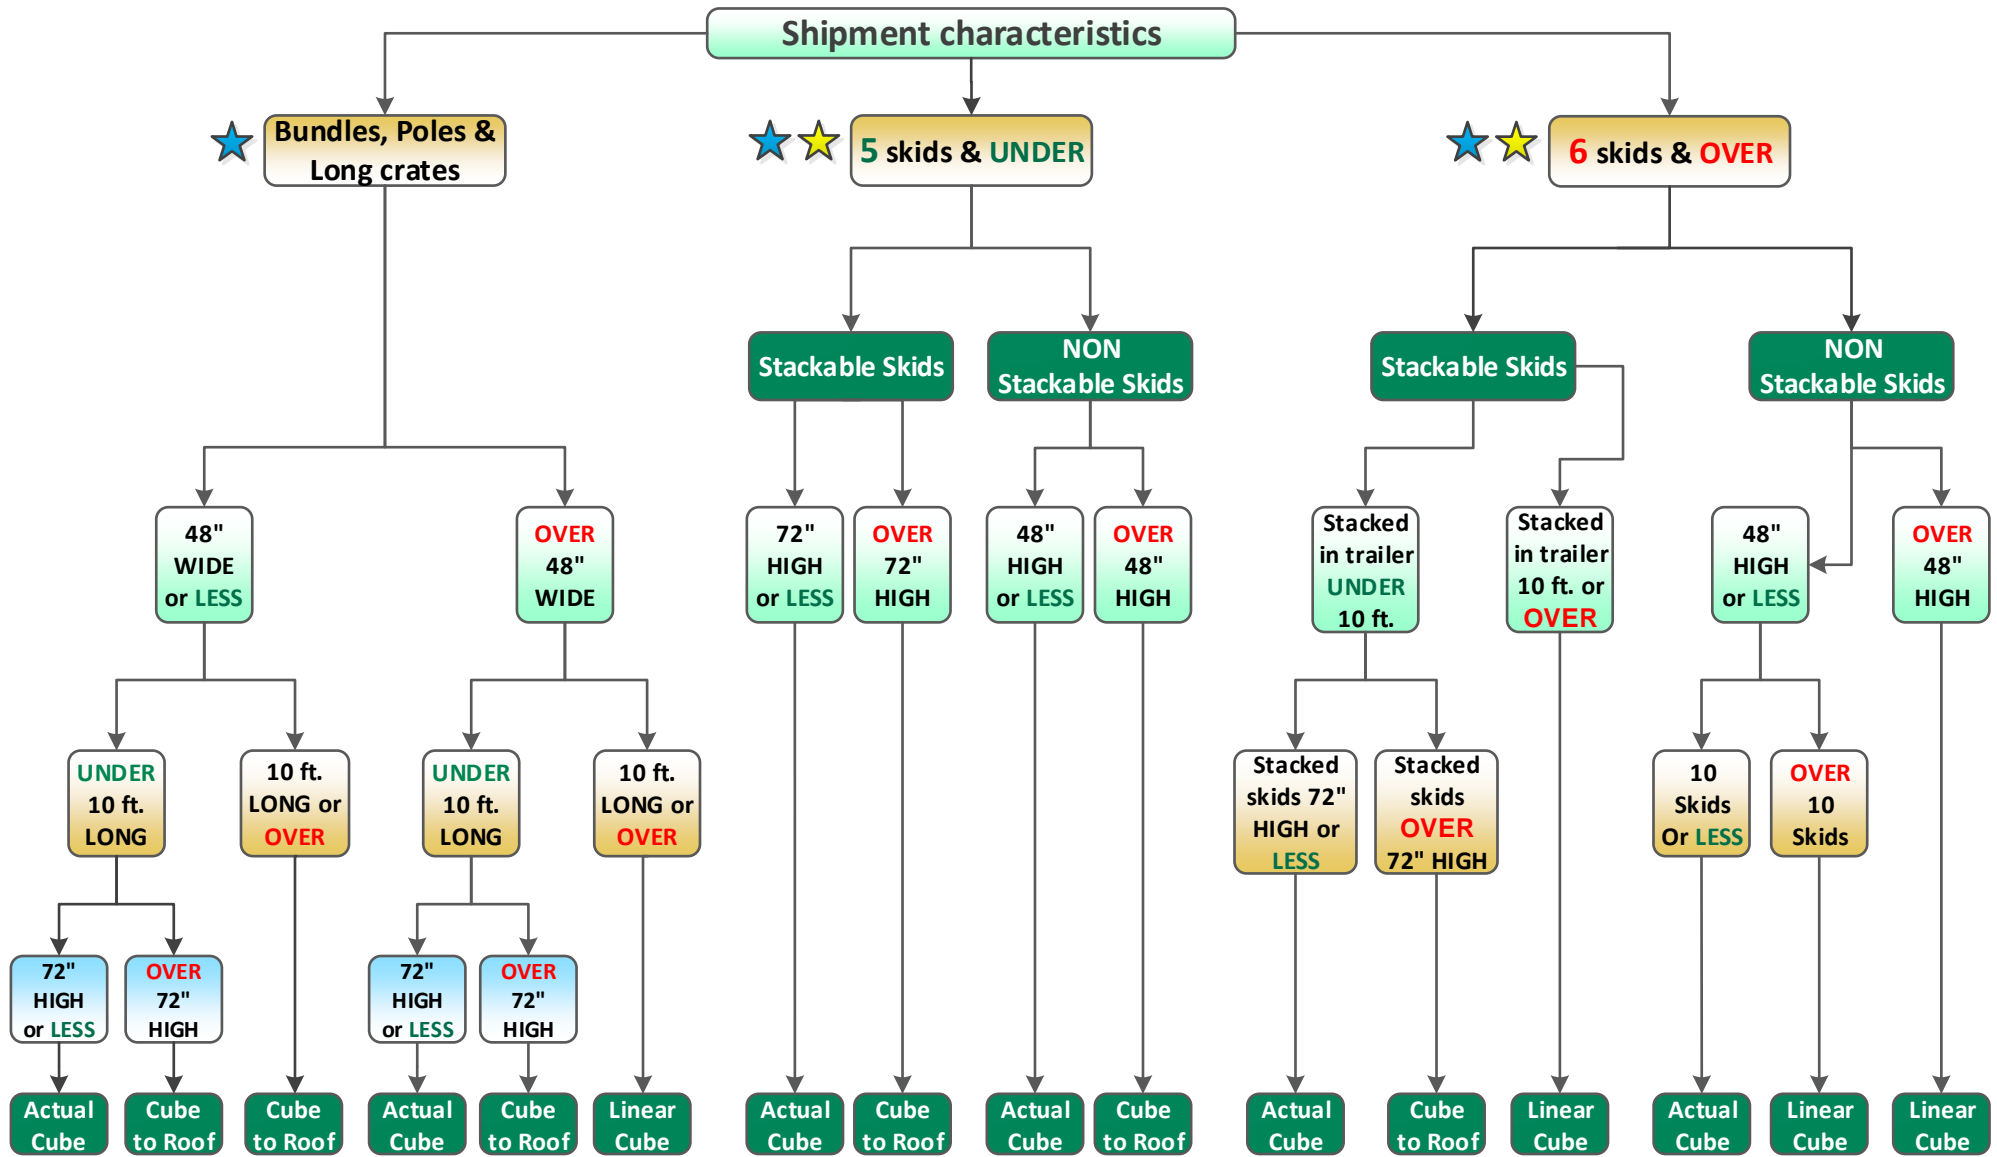 Shipment characteristics
Bundles, Poles &
Long crates
5 skids & UNDER
6 skids & OVER
Stackable Skids
NON
Stackable Skids
Stackable Skids
NON
Stackable Skids
48"
WIDE
or LESS
OVER
48"
WIDE
72"
HIGH
or LESS
OVER
72"
HIGH
48"
HIGH
or LESS
OVER
48"
HIGH
Stacked
in trailer
UNDER
10 ft.
Stacked
in trailer
10 ft. or
OVER
48"
HIGH
or LESS
OVER
48"
HIGH
UNDER
10 ft.
LONG
10 ft.
LONG or
OVER
UNDER
10 ft.
LONG
10 ft.
LONG or
OVER
Stacked
skids 72"
HIGH or
LESS
Stacked
skids
OVER
72" HIGH
10
Skids
Or LESS
OVER
10
Skids
72"
HIGH
or LESS
OVER
72"
HIGH
72"
HIGH
or LESS
OVER
72"
HIGH
Actual
Cube
Cube
to Roof
Cube
to Roof
Actual
Cube
Cube
to Roof
Linear
Cube
Actual
Cube
Cube
to Roof
Actual
Cube
Cube
to Roof
Actual
Cube
Cube
to Roof
Linear
Cube
Actual
Cube
Linear
Cube
Linear
Cube